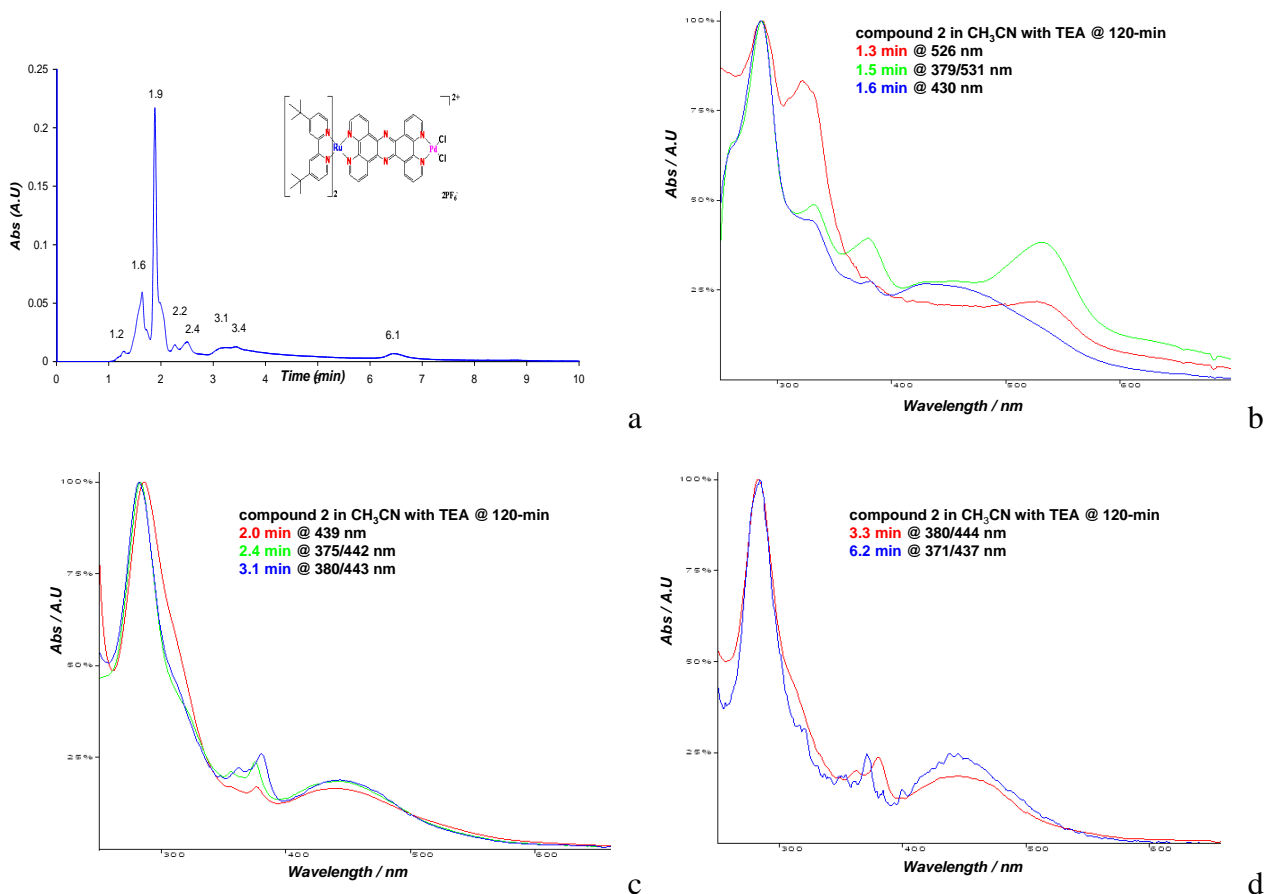 0.25
0.2
0.15
0.1
0.05
0
Abs (A.U)
1.2
1.6
1.9
2.2
2.4
3.1
3.4
6.1
2+
N
N
Ru
N
N
N
N
N
N
Pd
Cl
Cl
2
2PF6-
0 1 2 3 4 5 6 7 8 9 10
Time (min)
a
compound 2 in CH3CN with TEA @ 120-min
1.3 min @ 526 nm
1.5 min @ 379/531 nm
1.6 min @ 430 nm
100%
75%
50%
25%
Abs / A.U
300 400 500 600
Wavelength / nm
b
compound 2 in CH3CN with TEA @ 120-min
2.0 min @ 439 nm
2.4 min @ 375/442 nm
3.1 min @ 380/443 nm
100%
75%
50%
25%
Abs / A.U
300 400 500 600
Wavelength / nm
c
compound 2 in CH3CN with TEA @ 120-min
3.3 min @ 380/444 nm
6.2 min @ 371/437 nm
100%
75%
50%
25%
Abs / A.U
300 400 500 600
Wavelength / nm
d